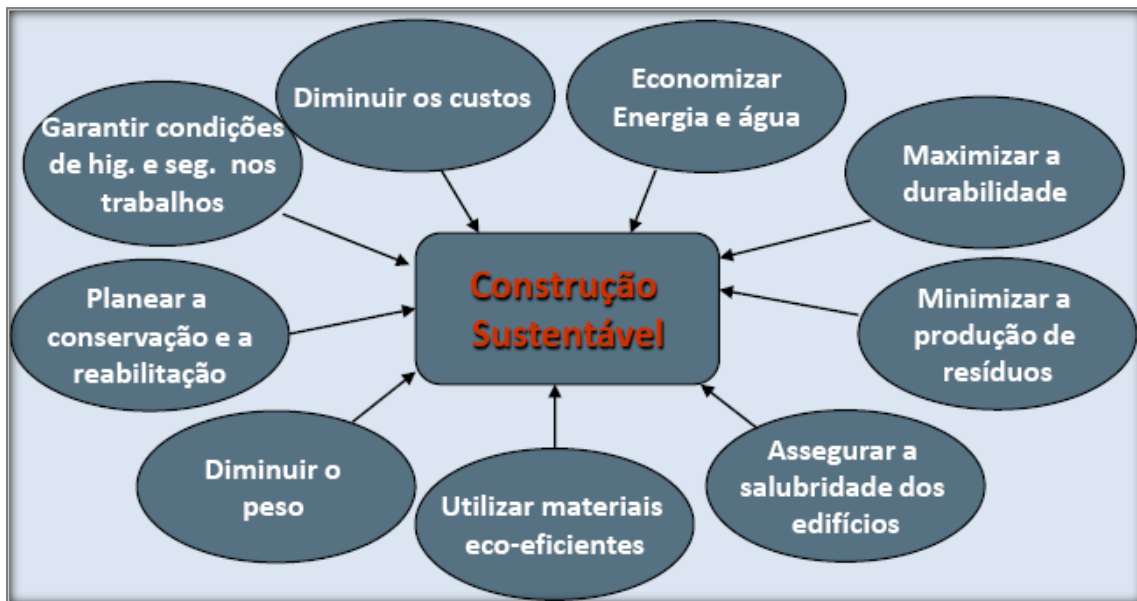 Diminuir os custos
Economizar
Energia e água
Garantir condições
de hig. e seg. nos
trabalhos
Maximizar a
durabilidade
Construção
Sustentável
Planear a
conservação e a
reabilitação
Minimizar a
produção de
resíduos
Diminuir o
peso
Utilizar materiais
eco-eficientes
Assegurar a
salubridade dos
edifícios